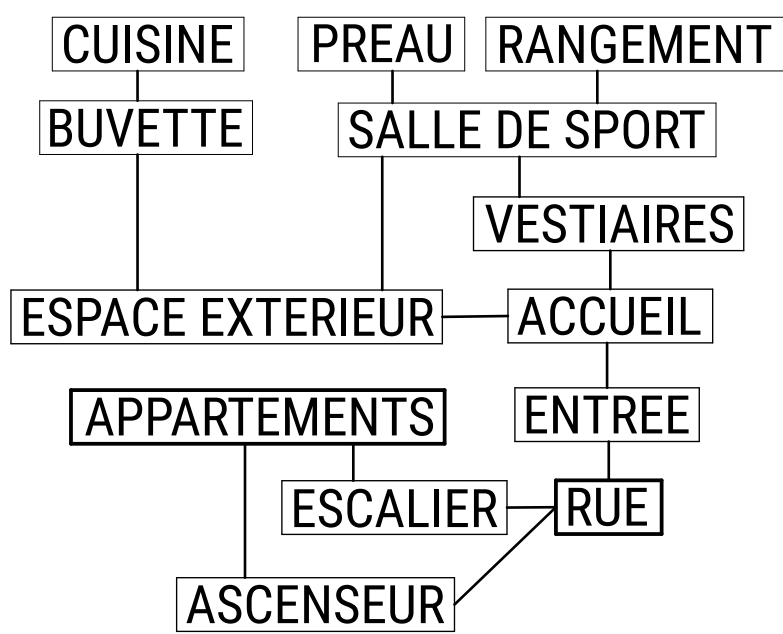 CUISINE
PREAU
RANGEMENT
BUVETTE
SALLE DE SPORT
VESTIAIRES
ESPACE EXTERIEUR
ACCUEIL
APPARTEMENTS
ENTREE
ESCALIER
RUE
ASCENSEUR